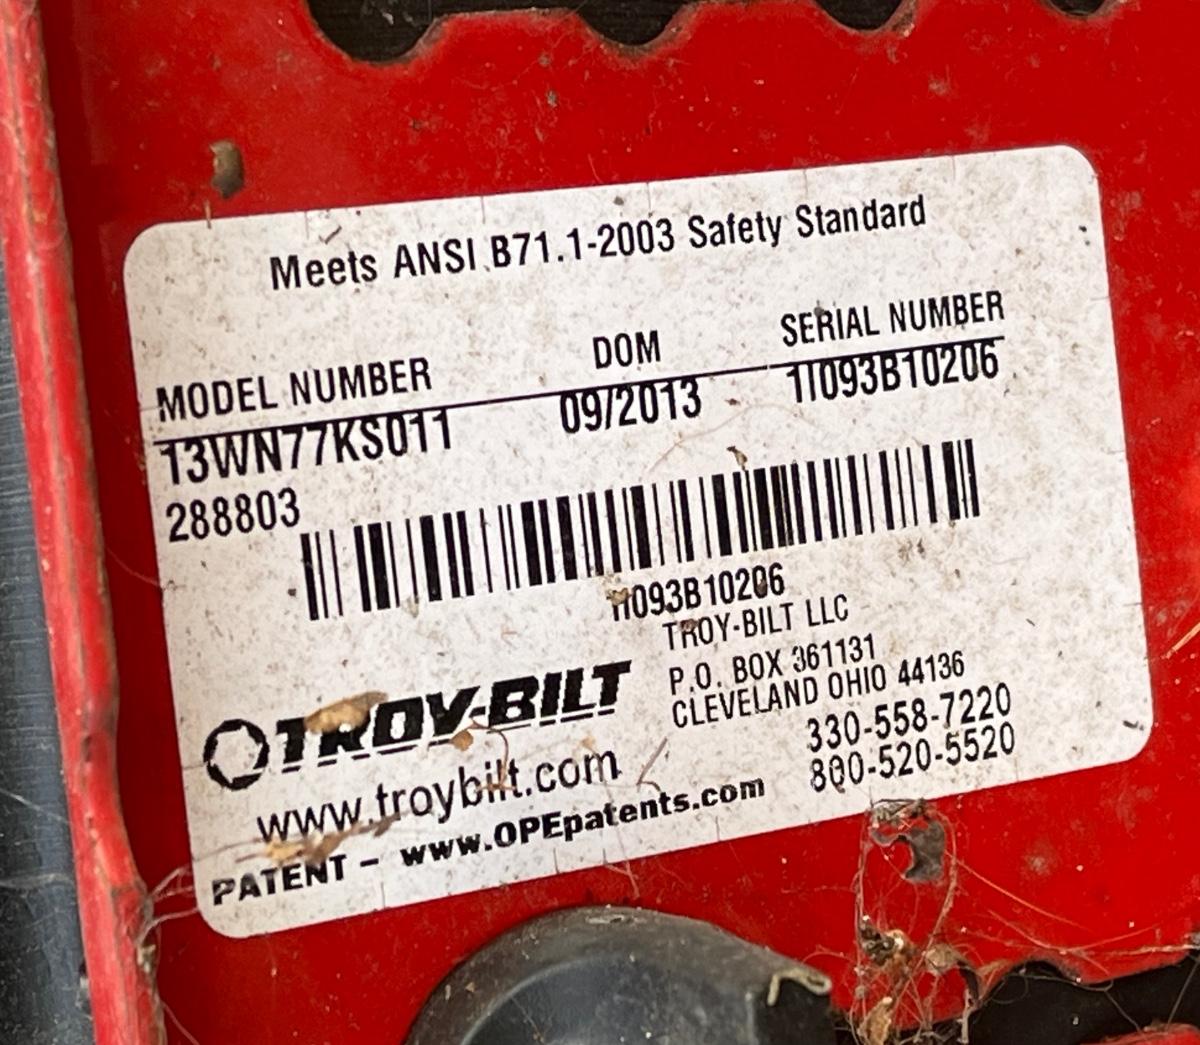 Meets ANSI B71.1-2003 Safety Standard
MODEL NUMBER DOM SERIAL NUMBER
13WN77KS011 09/2013 1I093B10206
288803
1I093B10206
TROY-BILT LLC
P.O. BOX 361131
CLEVELAND OHIO 44136
330-558-7220
800-520-5520
TROY-BILT
www.troybilt.com
PATENT - www.OPEpatents.com